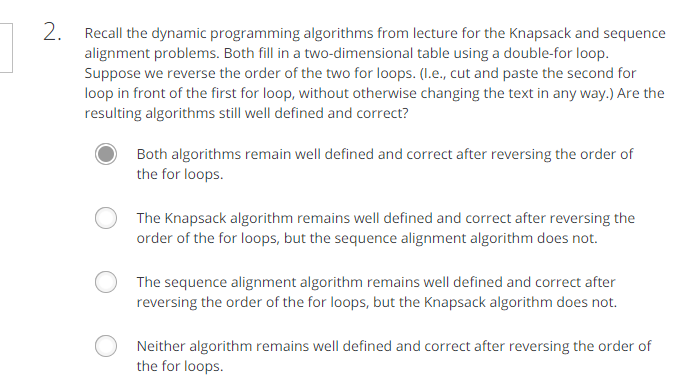 2. Recall the dynamic programming algorithms from lecture for the Knapsack and sequence
alignment problems. Both fill in a two-dimensional table using a double-for loop.
Suppose we reverse the order of the two for loops. (I.e., cut and paste the second for
loop in front of the first for loop, without otherwise changing the text in any way.) Are the
resulting algorithms still well defined and correct?
Both algorithms remain well defined and correct after reversing the order of
the for loops.
The Knapsack algorithm remains well defined and correct after reversing the
order of the for loops, but the sequence alignment algorithm does not.
The sequence alignment algorithm remains well defined and correct after
reversing the order of the for loops, but the Knapsack algorithm does not.
Neither algorithm remains well defined and correct after reversing the order of
the for loops.